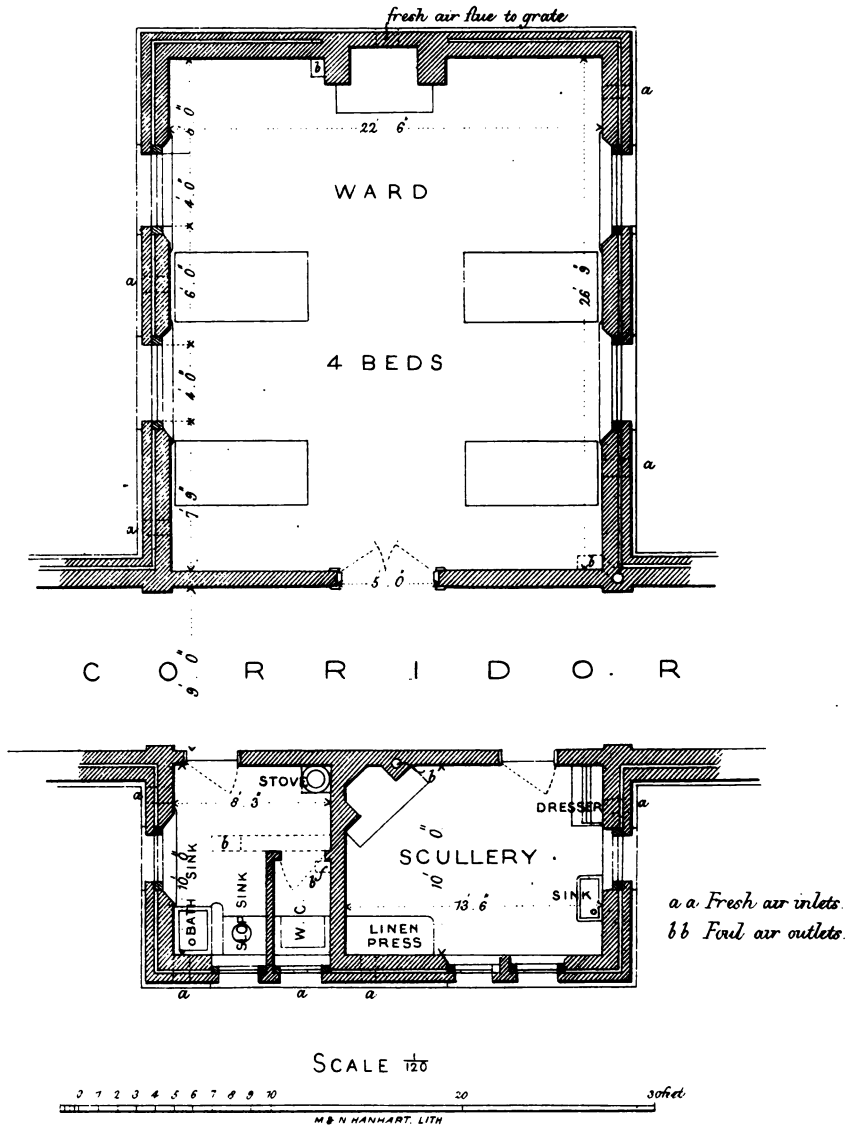 fresh air flue to grate
b
a
6' 0"
22' 6"
WARD
4' 0"
a
6' 0"
26' 9"
4 BEDS
4' 0"
a
7' 9"
a
b
5' 0"
CORRIDOR
9' 0"
STOVE
b
a
8' 3"
DRESSER
a
b
10' 0"
SCULLERY
b
10' 0"
BATH SINK
SLOP SINK
W.C.
13' 6"
SINK
LINEN
PRESS
a a Fresh air inlets.
b b Foul air outlets.
a
a
a
SCALE 1/120
0 1 2 3 4 5 6 7 8 9 10 20 30 feet
M & N HANHART, LITH